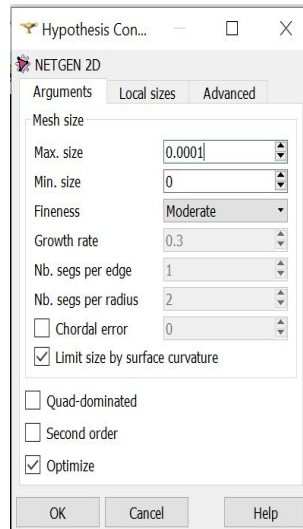 Hypothesis Con...
NETGEN 2D
Arguments Local sizes Advanced
Mesh size
Max. size 0.0001
Min. size 0
Fineness Moderate
Growth rate 0.3
Nb. segs per edge 1
Nb. segs per radius 2
Chordal error 0
Limit size by surface curvature
Quad-dominated
Second order
Optimize
OK Cancel Help